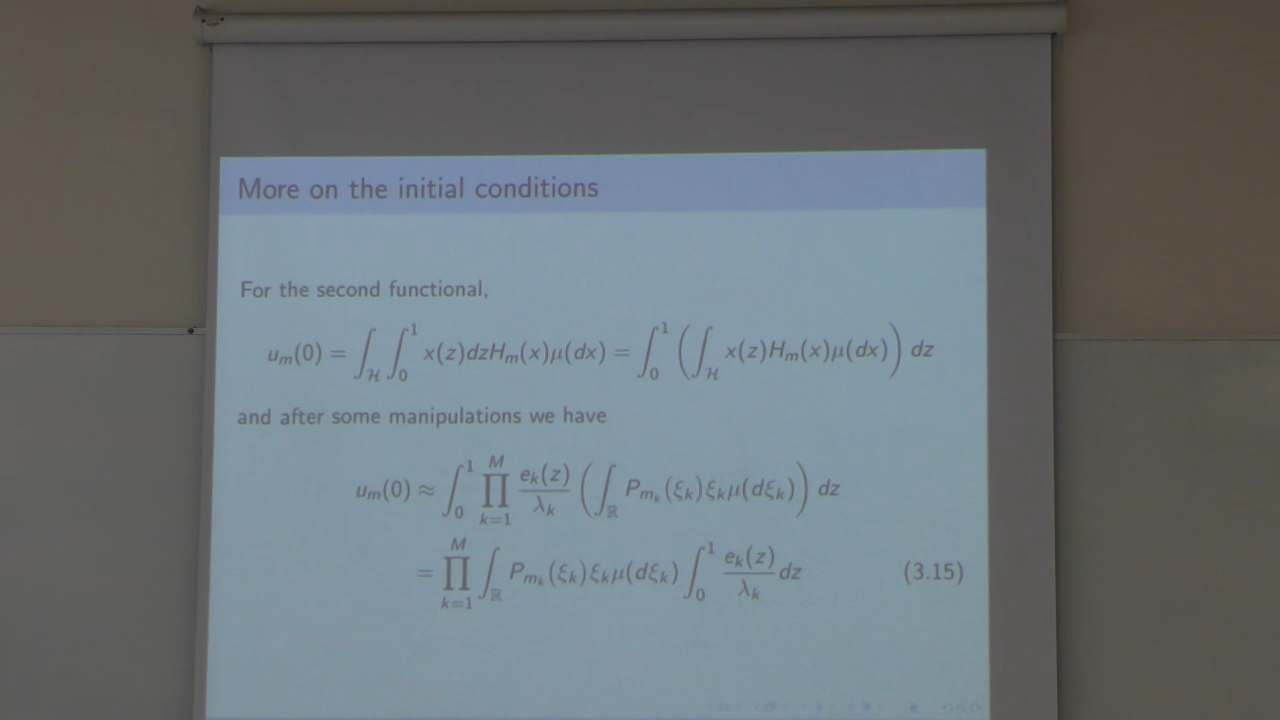 More on the initial conditions
For the second functional,
u_m(0) = ∫_ℋ ∫_0^1 x(z)dzH_m(x)μ(dx) = ∫_0^1 (∫_ℋ x(z)H_m(x)μ(dx)) dz
and after some manipulations we have
u_m(0) ≈ ∫_0^1 ∏_{k=1}^M e_k(z)/λ_k (∫_ℝ P_{m_k}(ξ_k)ξ_kμ(dξ_k)) dz
= ∏_{k=1}^M ∫_ℝ P_{m_k}(ξ_k)ξ_kμ(dξ_k) ∫_0^1 e_k(z)/λ_k dz (3.15)